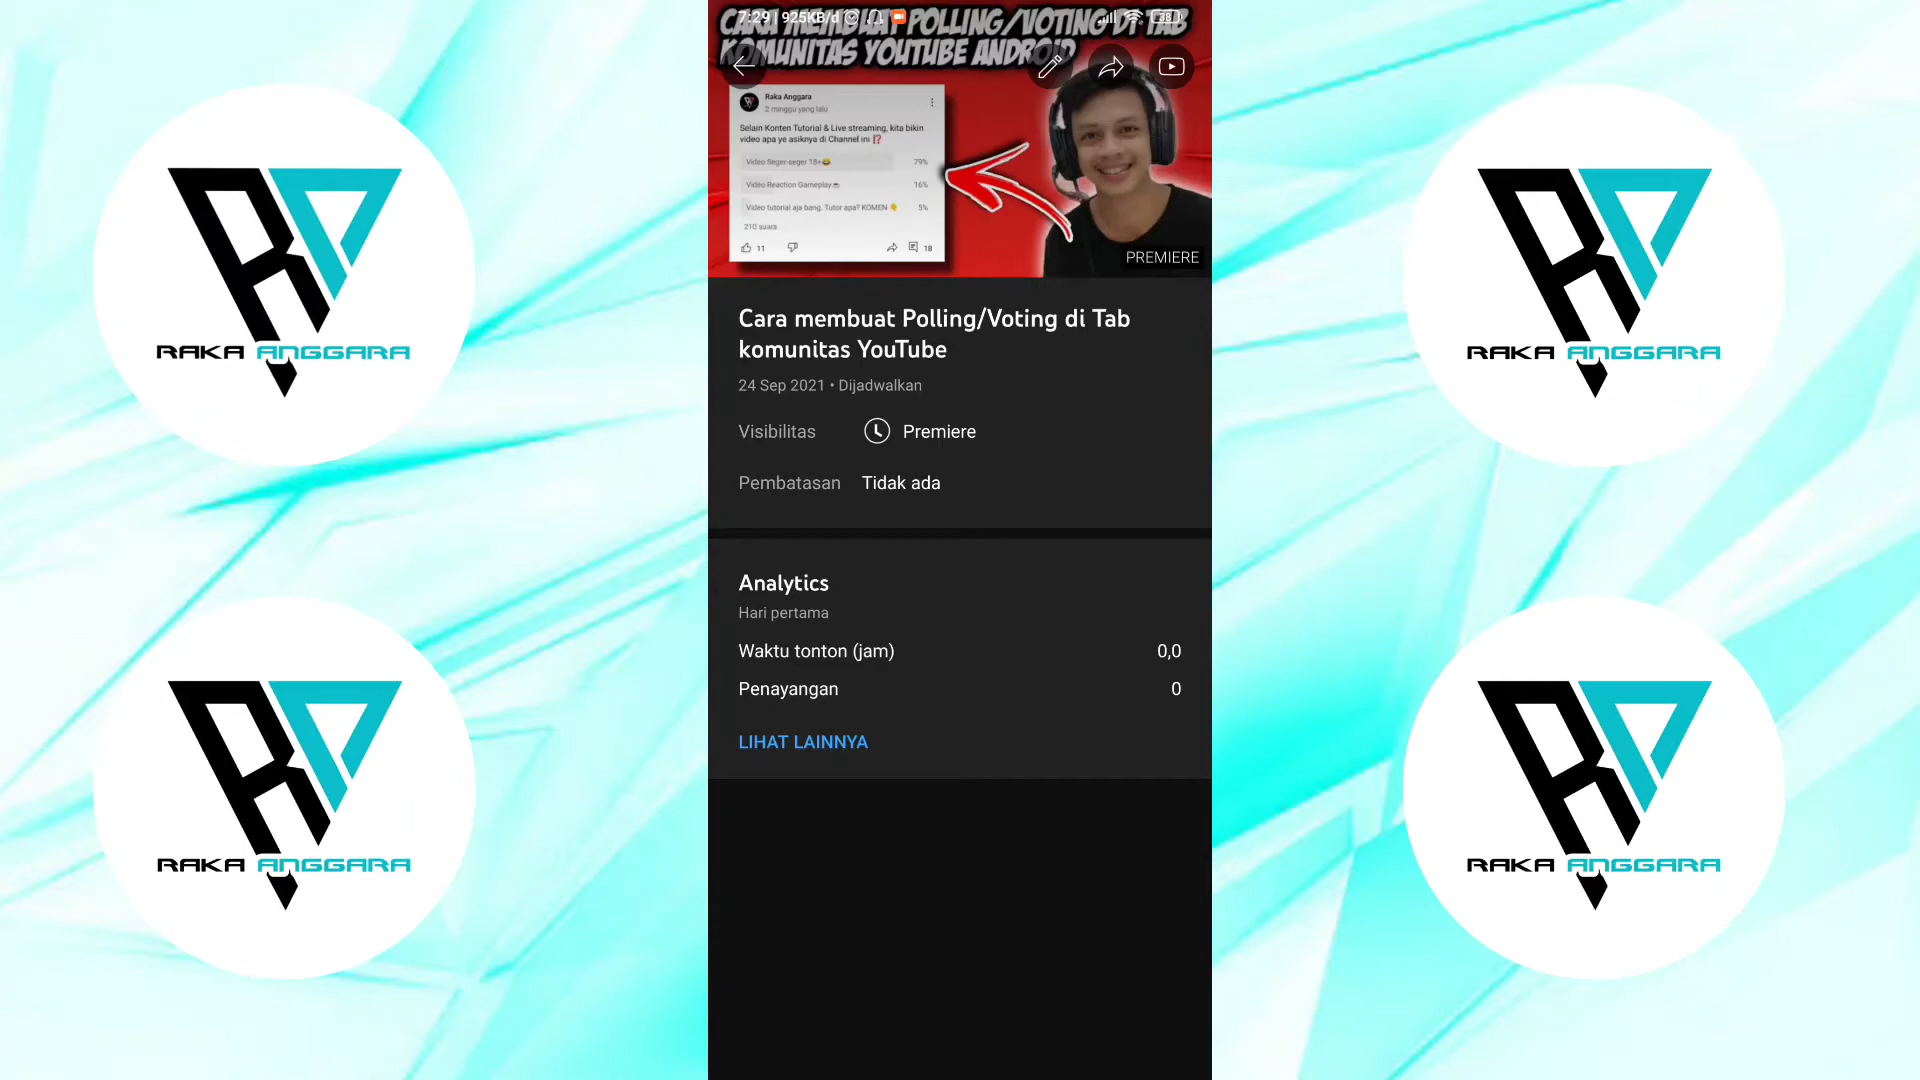 7:29 | 925KB/d
38
CARA MEMBUAT POLLING/VOTING DI TAB
KOMUNITAS YOUTUBE ANDROID
Raka Anggara
2 minggu yang lalu
Selain Konten Tutorial & Live streaming, kita bikin
video apa ye asiknya di Channel ini ⁉️
Video Seger-seger 18+😂 79%
Video Reaction Gameplay☕ 16%
Video tutorial aja bang. Tutor apa? KOMEN 👇 5%
210 suara
11 18
PREMIERE
Cara membuat Polling/Voting di Tab
komunitas YouTube
24 Sep 2021 • Dijadwalkan
Visibilitas Premiere
Pembatasan Tidak ada
Analytics
Hari pertama
Waktu tonton (jam) 0,0
Penayangan 0
LIHAT LAINNYA
RAKA ANGGARA
RAKA ANGGARA
RAKA ANGGARA
RAKA ANGGARA